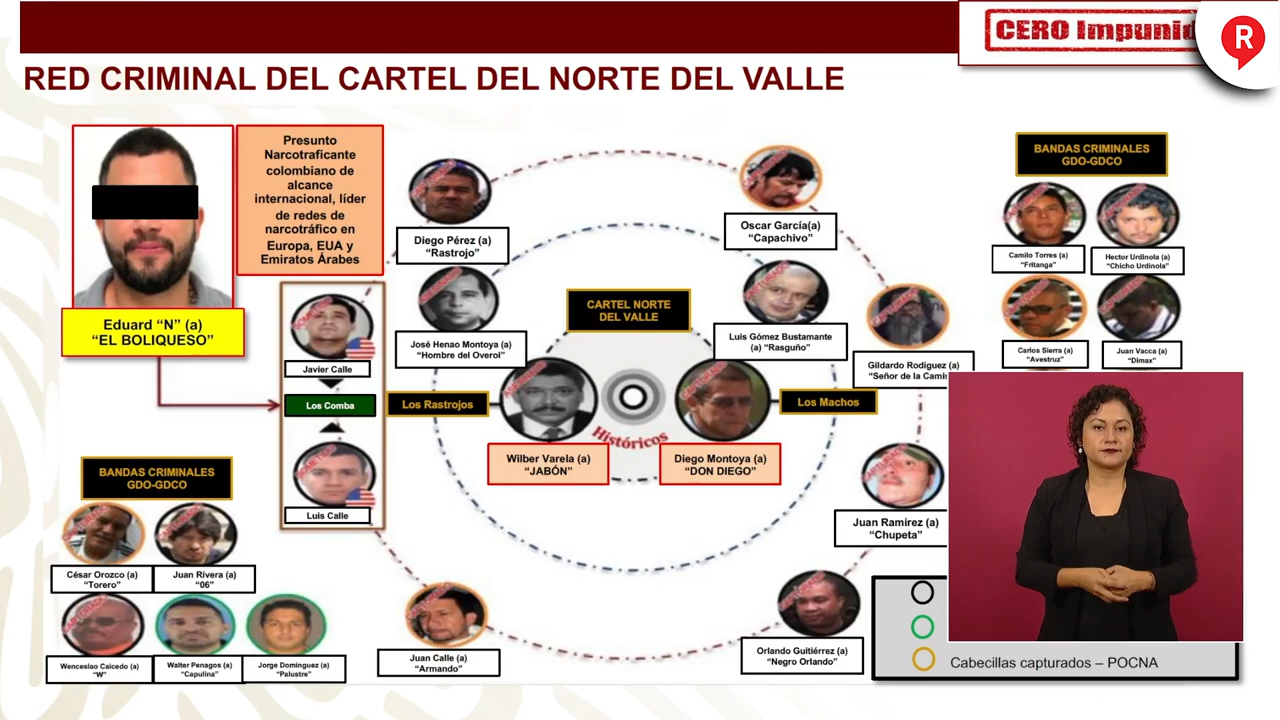 CERO Impunid
R
RED CRIMINAL DEL CARTEL DEL NORTE DEL VALLE
Presunto
Narcotraficante
colombiano de
alcance
internacional, líder
de redes de
narcotráfico en
Europa, EUA y
Emiratos Árabes
Eduard “N” (a)
“EL BOLIQUESO”
Diego Pérez (a)
“Rastrojo”
José Henao Montoya (a)
“Hombre del Overol”
Oscar García(a)
“Capachivo”
Luis Gómez Bustamante
(a) “Rasguño”
Gildardo Rodíguez (a)
“Señor de la Camis
CARTEL NORTE
DEL VALLE
BANDAS CRIMINALES
GDO-GDCO
Camilo Torres (a)
“Fritanga”
Hector Urdinola (a)
“Chicho Urdinola”
Carlos Sierra (a)
“Avestruz”
Juan Vacca (a)
“Dimax”
Javier Calle
Los Comba
Luis Calle
Los Rastrojos
Los Machos
Históricos
Wilber Varela (a)
“JABÓN”
Diego Montoya (a)
“DON DIEGO”
Juan Ramírez (a)
“Chupeta”
BANDAS CRIMINALES
GDO-GDCO
César Orozco (a)
“Torero”
Juan Rivera (a)
“06”
Wenceslao Caicedo (a)
“W”
Walter Penagos (a)
“Capulina”
Jorge Domínguez (a)
“Palustre”
Juan Calle (a)
“Armando”
Orlando Guitiérrez (a)
“Negro Orlando”
Cabecillas capturados – POCNA